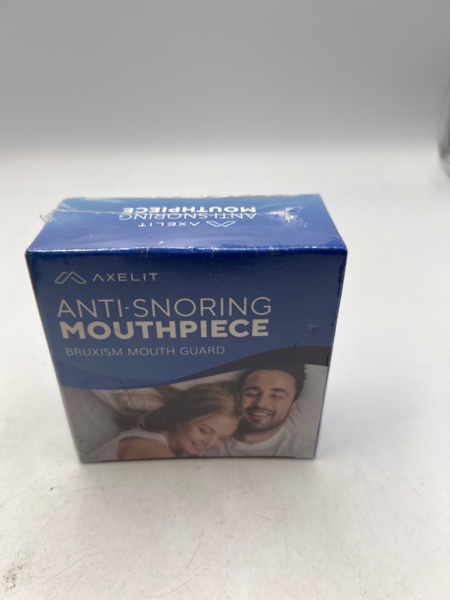 AXELIT
ANTI-SNORING
MOUTHPIECE
AXELIT
ANTI-SNORING
MOUTHPIECE
BRUXISM MOUTH GUARD